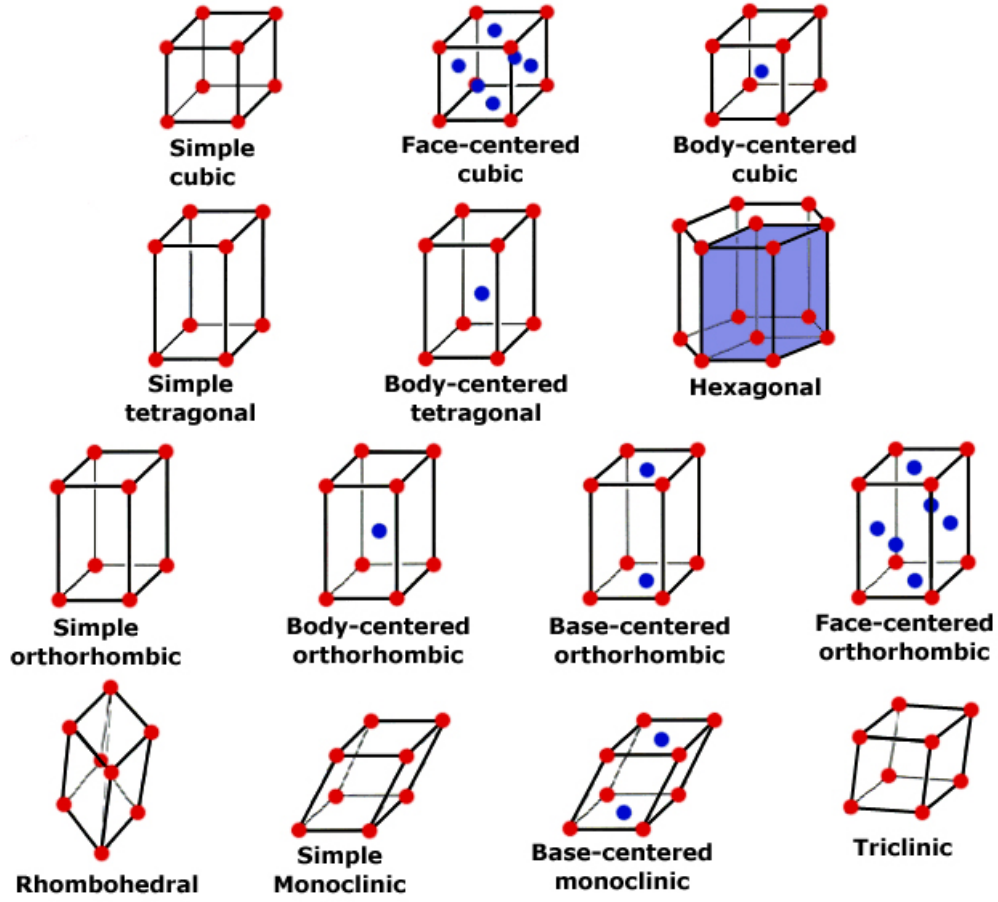 Simple
cubic
Face-centered
cubic
Body-centered
cubic
Simple
tetragonal
Body-centered
tetragonal
Hexagonal
Simple
orthorhombic
Body-centered
orthorhombic
Base-centered
orthorhombic
Face-centered
orthorhombic
Rhombohedral
Simple
Monoclinic
Base-centered
monoclinic
Triclinic